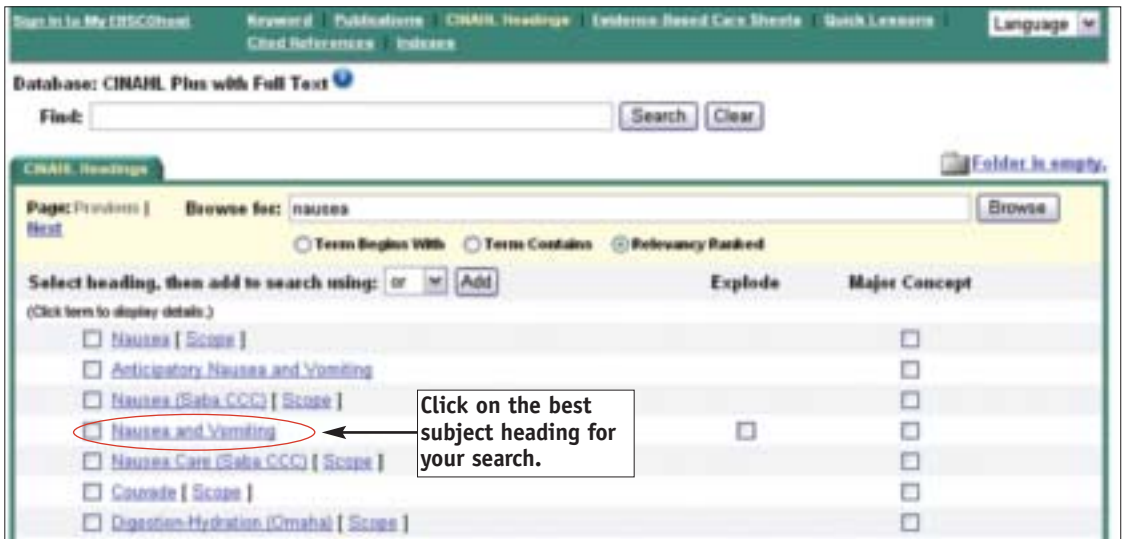 Sign In to My EBSCOhost Keyword Publications CINAHL Headings Evidence-Based Care Sheets Quick Lessons Language
Cited References Indexes
Database: CINAHL Plus with Full Text
Find: Search Clear
CINAHL Headings Folder is empty.
Page: Previous | Browse for: nausea Browse
Next
Term Begins With Term Contains Relevancy Ranked
Select heading, then add to search using: or Add Explode Major Concept
(Click term to display details.)
Nausea [ Scope ]
Anticipatory Nausea and Vomiting
Nausea (Saba CCC) [ Scope ]
Click on the best
Nausea and Vomiting subject heading for
your search.
Nausea Care (Saba CCC) [ Scope ]
Couvade [ Scope ]
Digestion-Hydration (Omaha) [ Scope ]